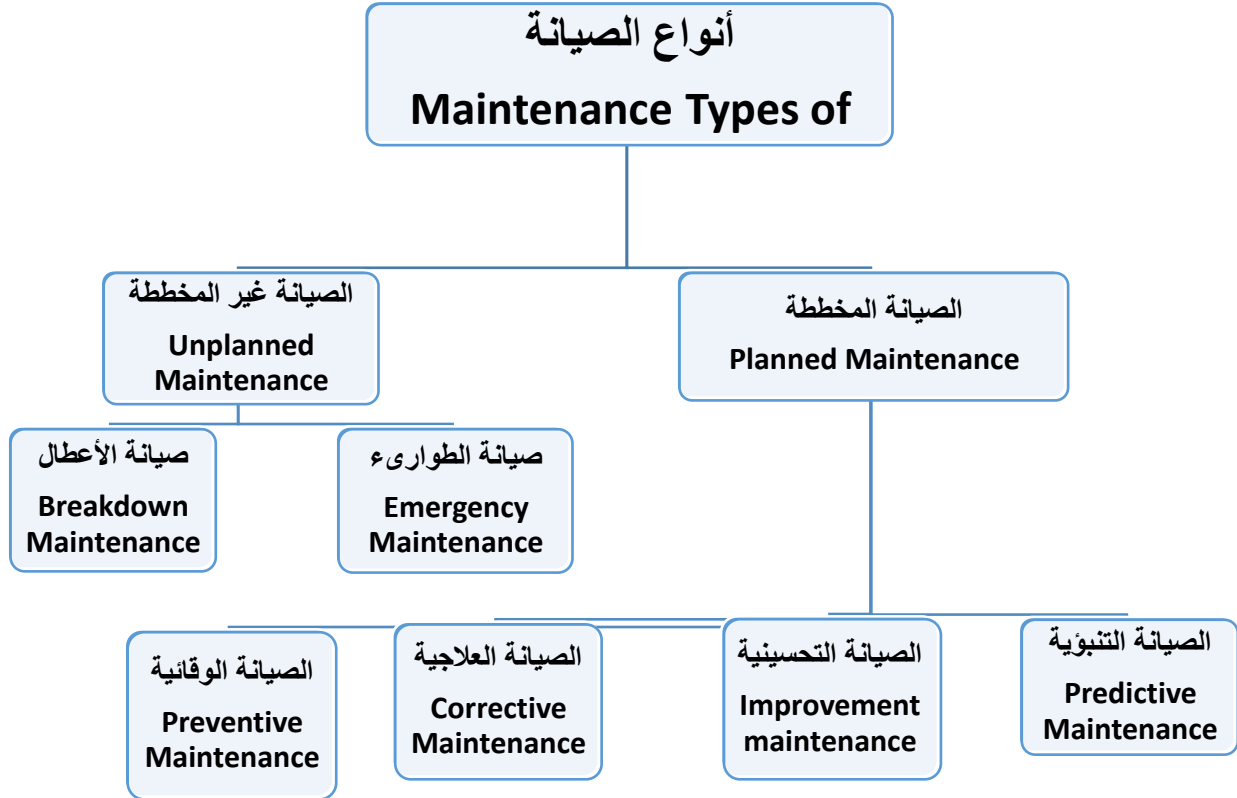 أنواع الصيانة
Maintenance Types of
الصيانة غير المخططة
Unplanned
Maintenance
الصيانة المخططة
Planned Maintenance
صيانة الأعطال
Breakdown
Maintenance
صيانة الطوارىء
Emergency
Maintenance
الصيانة الوقائية
Preventive
Maintenance
الصيانة العلاجية
Corrective
Maintenance
الصيانة التحسينية
Improvement
maintenance
الصيانة التنبؤية
Predictive
Maintenance